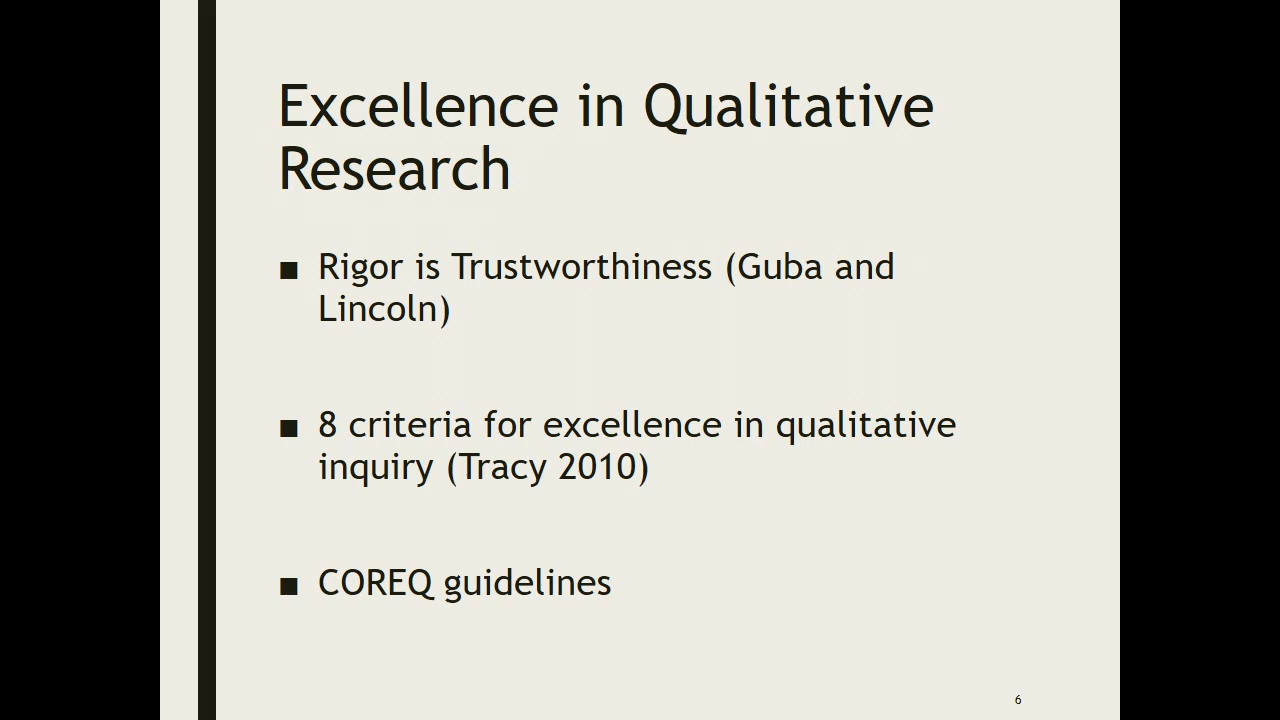 Excellence in Qualitative
Research
■ Rigor is Trustworthiness (Guba and
Lincoln)
■ 8 criteria for excellence in qualitative
inquiry (Tracy 2010)
■ COREQ guidelines
6